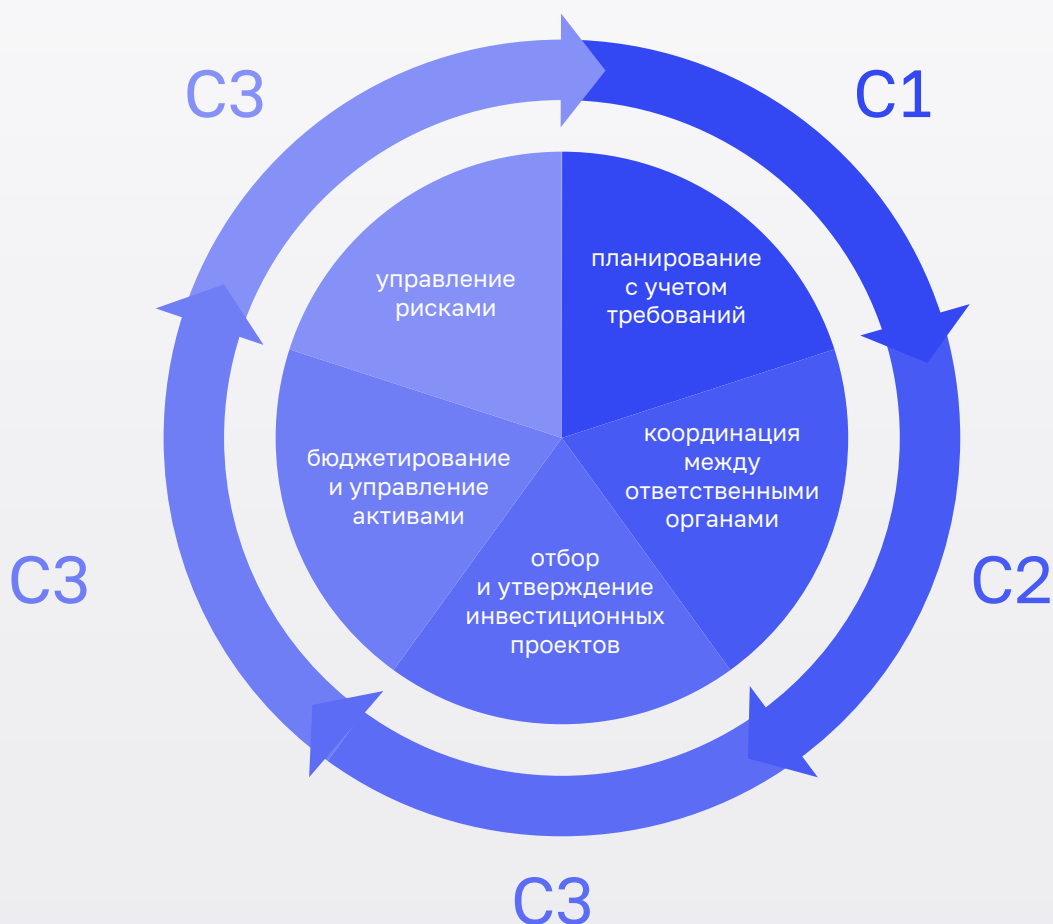 С3
С1
управление
рисками
планирование
с учетом
требований
координация
между
ответственными
органами
бюджетирование
и управление
активами
отбор
и утверждение
инвестиционных
проектов
С3
С2
С3